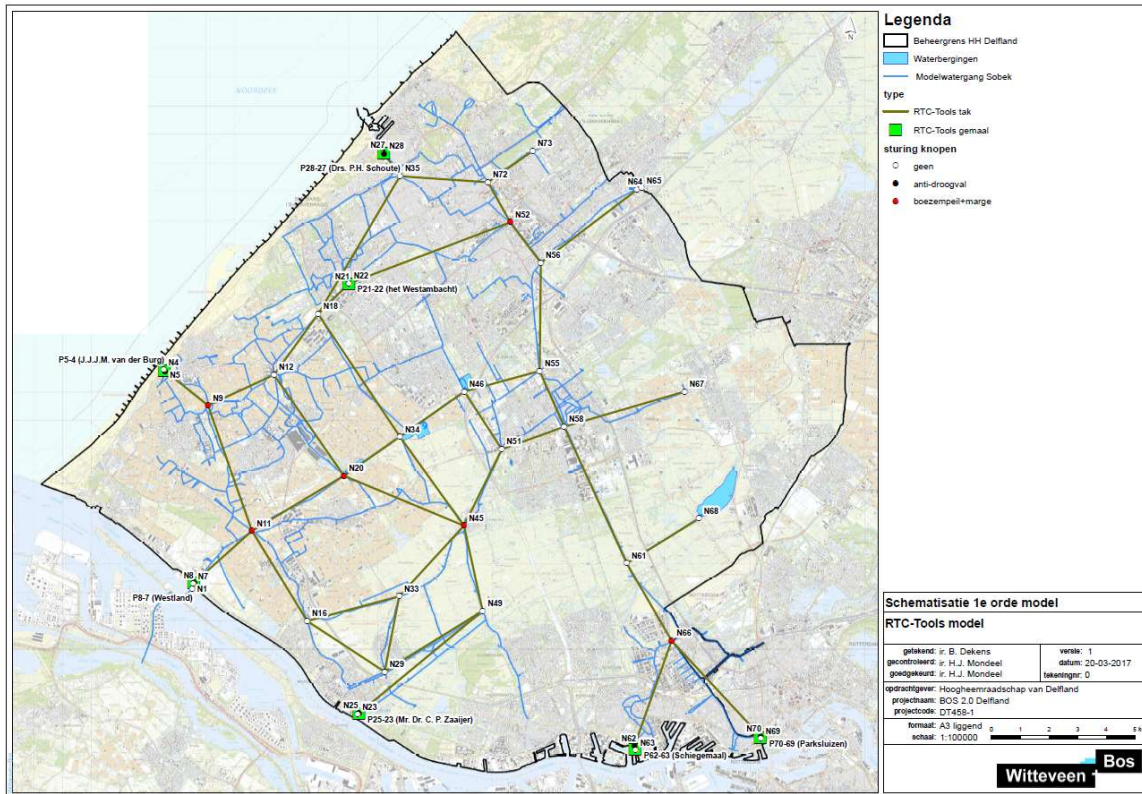 NOORDZEE
N27 N28
P28-27 (Drs. P.H. Schoute)
N35
N73
N72
N64 N65
N52
N56
N21 N22
P21-22 (het Westambacht)
N18
P5-4 (J.J.J.M. van der Burg)
N4
N5
N12
N9
N46
N55
N67
N34
N58
N51
N20
N68
N45
N11
N61
N8 N7
N1
P8-7 (Westland)
N33
N49
N16
N66
N29
N25 N23
P25-23 (Mr. Dr. C. P. Zaaijer)
N62 N63
P62-63 (Schiegemaal)
N70 N69
P70-69 (Parksluizen)
N
Legenda
Beheergrens HH Delfland
Waterbergingen
Modelwatergang Sobek
type
RTC-Tools tak
RTC-Tools gemaal
sturing knopen
geen
anti-droogval
boezempeil+marge
Schematisatie 1e orde model
RTC-Tools model
getekend: ir. B. Dekens versie: 1
gecontroleerd: ir. H.J. Mondeel datum: 20-03-2017
goedgekeurd: ir. H.J. Mondeel tekeningnr: 0
opdrachtgever: Hoogheemraadschap van Delfland
projectnaam: BOS 2.0 Delfland
projectcode: DT458-1
formaat: A3 liggend
schaal: 1:100000
0 1 2 3 4 5 k
Witteveen Bos